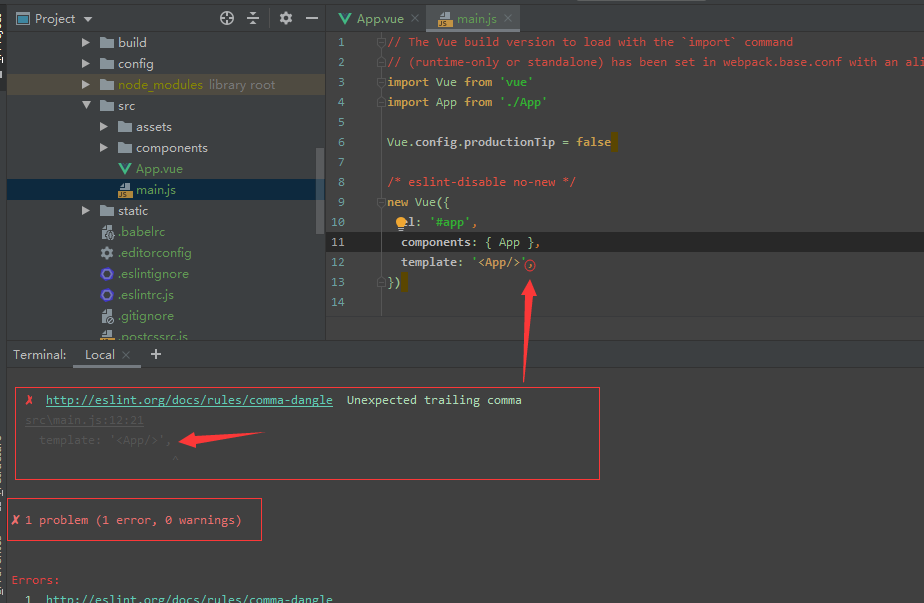 Project
build
config
node_modules library root
src
assets
components
App.vue
main.js
static
.babelrc
.editorconfig
.eslintignore
.eslintrc.js
.gitignore
.postcssrc.js
App.vue
main.js
1 // The Vue build version to load with the `import` command
2 // (runtime-only or standalone) has been set in webpack.base.conf with an ali
3 import Vue from 'vue'
4 import App from './App'
5
6 Vue.config.productionTip = false
7
8 /* eslint-disable no-new */
9 new Vue({
10 l: '#app',
11 components: { App },
12 template: '<App/>',
13 })
14
Terminal: Local +
✗ http://eslint.org/docs/rules/comma-dangle Unexpected trailing comma
src\main.js:12:21
template: '<App/>',
^
✗ 1 problem (1 error, 0 warnings)
Errors:
1 http://eslint.org/docs/rules/comma-dangle